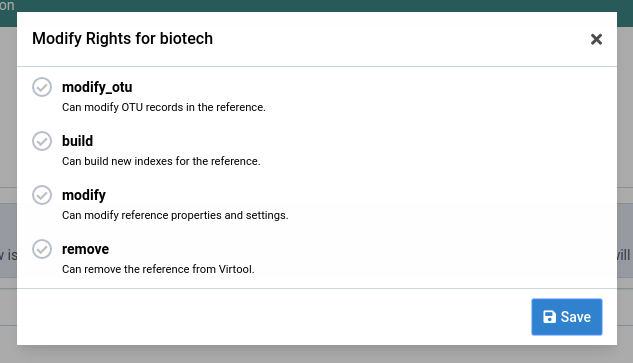 on
Modify Rights for biotech
modify_otu
Can modify OTU records in the reference.
build
Can build new indexes for the reference.
modify
Can modify reference properties and settings.
remove
w is
will
Can remove the reference from Virtool.
Save